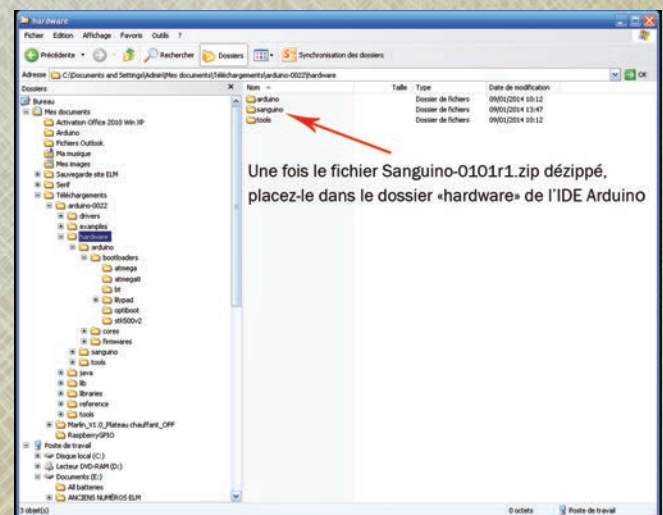 hardware
Fichier Edition Affichage Favoris Outils ?
Précédente Rechercher Dossiers Synchronisation des dossiers
Adresse C:\Documents and Settings\Admin\Mes documents\Téléchargements\arduino-0022\hardware OK
Dossiers
Bureau
Mes documents
Activation Office 2010 Win XP
Arduino
Fichiers Outlook
Ma musique
Mes images
Sauvegarde site ELM
Serif
Téléchargements
arduino-0022
drivers
examples
hardware
arduino
bootloaders
atmega
atmega8
bt
lilypad
optiboot
stk500v2
cores
firmwares
sanguino
tools
java
lib
libraries
reference
tools
Marlin_V1.0_Plateau chauffant_OFF
RaspberryGPIO
Poste de travail
Disque local (C:)
Lecteur DVD-RAM (D:)
Documents (E:)
All batteries
ANCIENS NUMÉROS ELM
Nom Taille Type Date de modification
arduino Dossier de fichiers 09/01/2014 10:12
sanguino Dossier de fichiers 09/01/2014 13:47
tools Dossier de fichiers 09/01/2014 10:12
Une fois le fichier Sanguino-0101r1.zip dézippé,
placez-le dans le dossier «hardware» de l'IDE Arduino
3 objet(s) 0 octets Poste de travail